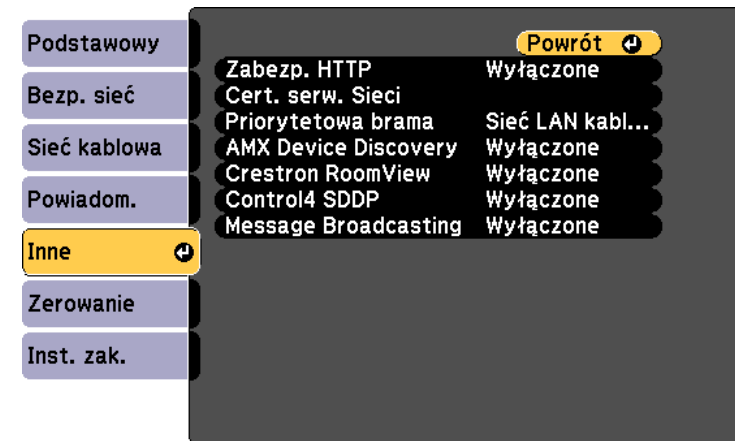 Podstawowy
Bezp. sieć
Sieć kablowa
Powiadom.
Inne
Zerowanie
Inst. zak.
Powrót
Zabezp. HTTP Wyłączone
Cert. serw. Sieci
Priorytetowa brama Sieć LAN kabl...
AMX Device Discovery Wyłączone
Crestron RoomView Wyłączone
Control4 SDDP Wyłączone
Message Broadcasting Wyłączone